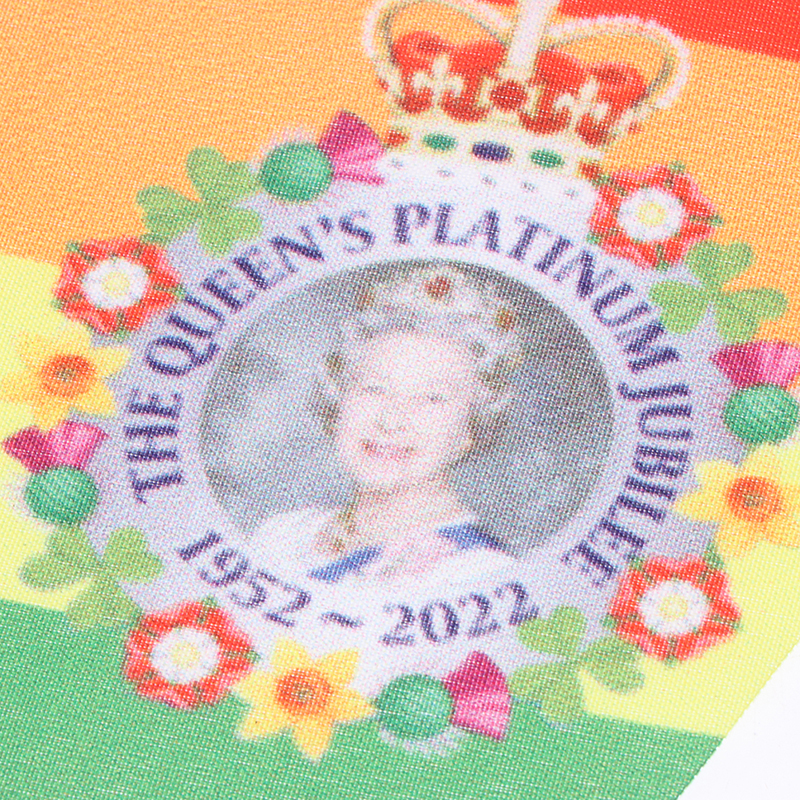 THE QUEEN'S PLATINUM JUBILEE
1952 ~ 2022